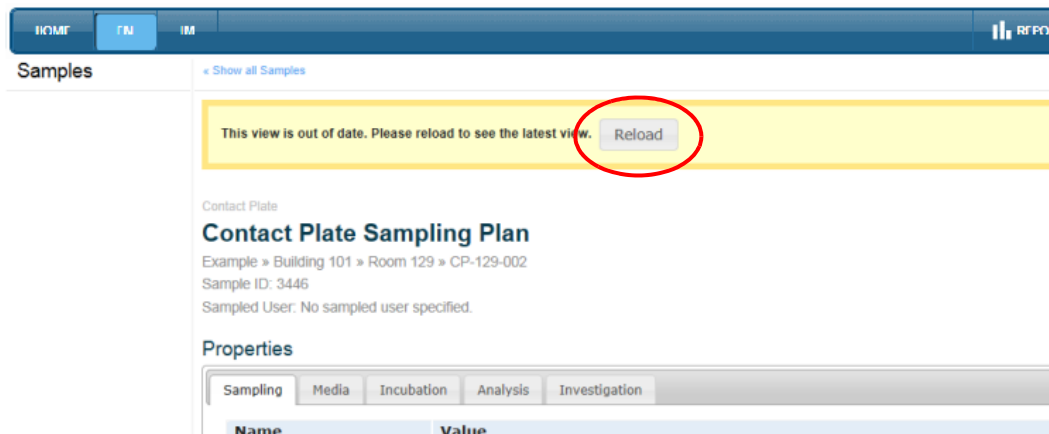 HOME EN IM
Samples
« Show all Samples
This view is out of date. Please reload to see the latest view. Reload
Contact Plate
Contact Plate Sampling Plan
Example » Building 101 » Room 129 » CP-129-002
Sample ID: 3446
Sampled User: No sampled user specified.
Properties
Sampling Media Incubation Analysis Investigation
Name Value